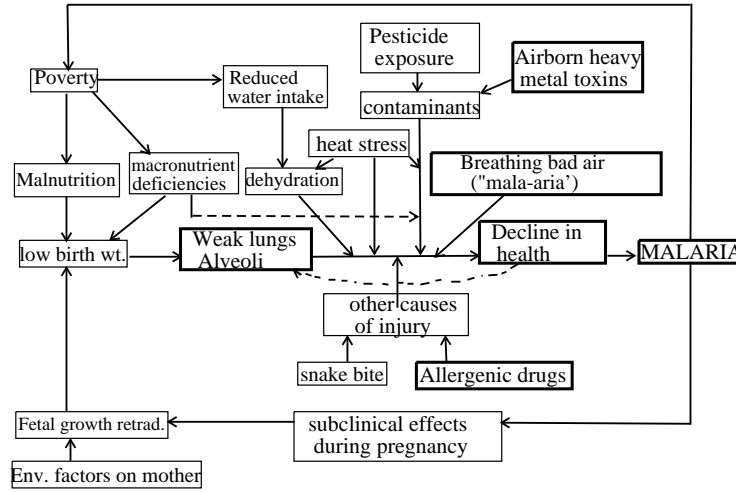 Pesticide
exposure
Airborn heavy
metal toxins
Poverty
Reduced
water intake
contaminants
heat stress
macronutrient
deficiencies
Malnutrition
dehydration
Breathing bad air
("mala-aria')
low birth wt.
Weak lungs
Alveoli
Decline in
health
MALARIA
other causes
of injury
snake bite
Allergenic drugs
Fetal growth retrad.
subclinical effects
during pregnancy
Env. factors on mother